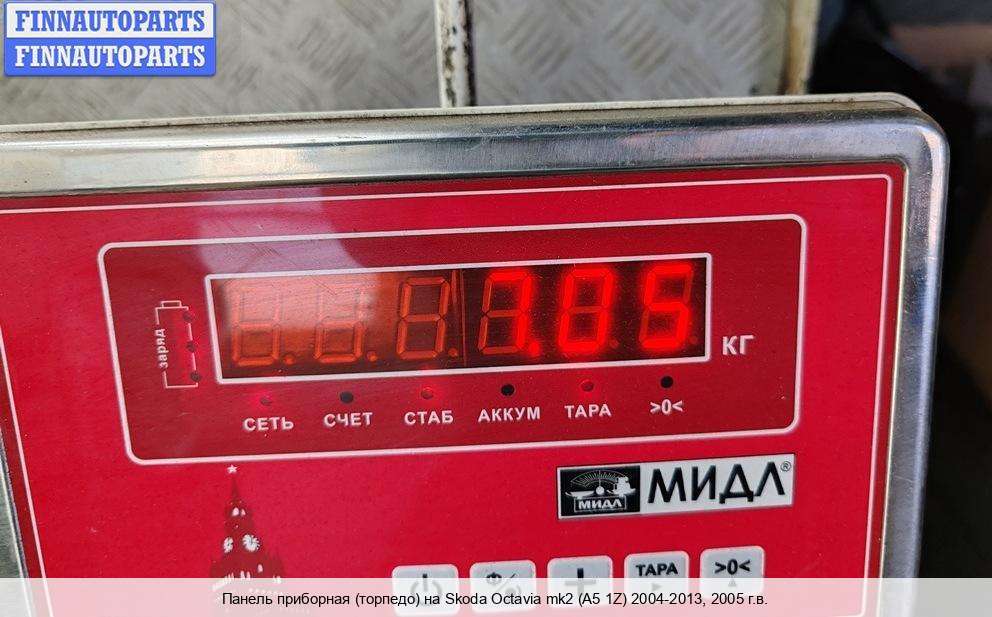 FINNAUTOPARTS
FINNAUTOPARTS
7.05
заряд
КГ
СЕТЬ СЧЕТ СТАБ АККУМ ТАРА >0<
МИДЛ МИДЛ®
ТАРА >0<
Панель приборная (торпедо) на Skoda Octavia mk2 (A5 1Z) 2004-2013, 2005 г.в.